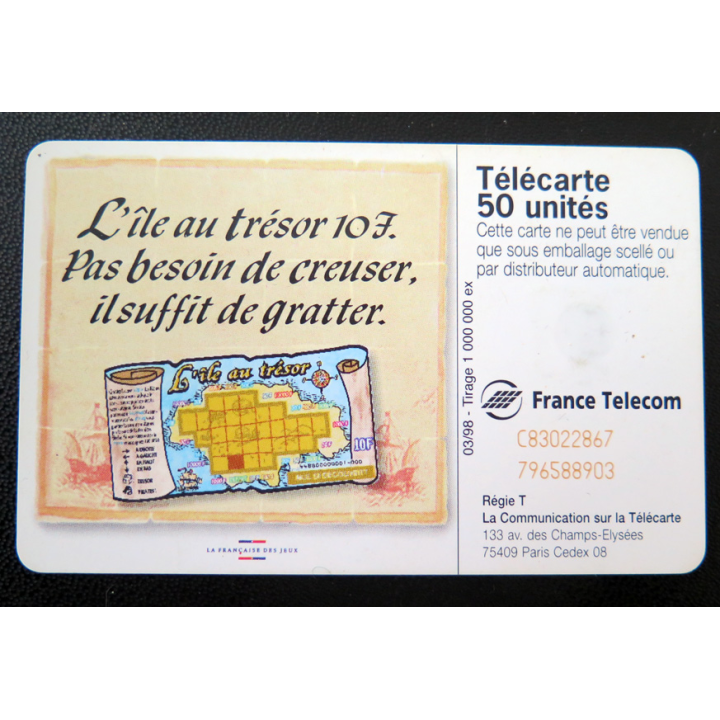 L'île au trésor 10F.
Pas besoin de creuser,
il suffit de gratter.
L'île au trésor
10F
TRESOR
LA FRANÇAISE DES JEUX
Télécarte
50 unités
Cette carte ne peut être vendue
que sous emballage scellé ou
par distributeur automatique.
03/98 - Tirage 1 000 000 ex
France Telecom
C83022867
796588903
Régie T
La Communication sur la Télécarte
133 av. des Champs-Elysées
75409 Paris Cedex 08